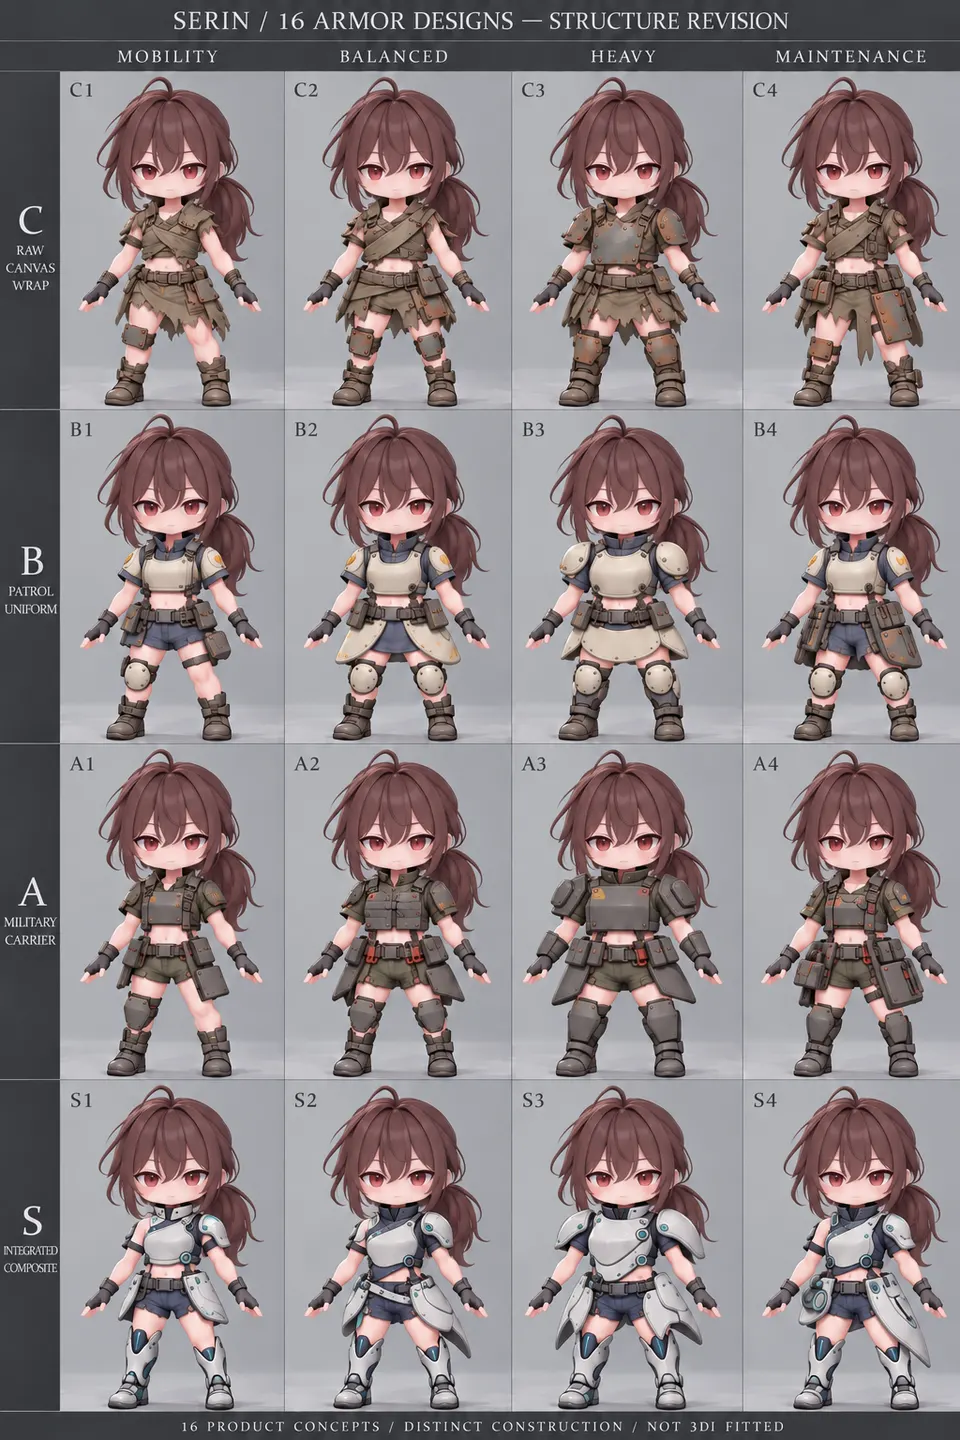 SERIN / 16 ARMOR DESIGNS — STRUCTURE REVISION
MOBILITY
BALANCED
HEAVY
MAINTENANCE
C
RAW
CANVAS
WRAP
C1
C2
C3
C4
B
PATROL
UNIFORM
B1
B2
B3
B4
A
MILITARY
CARRIER
A1
A2
A3
A4
S
INTEGRATED
COMPOSITE
S1
S2
S3
S4
16 PRODUCT CONCEPTS / DISTINCT CONSTRUCTION / NOT 3DI FITTED